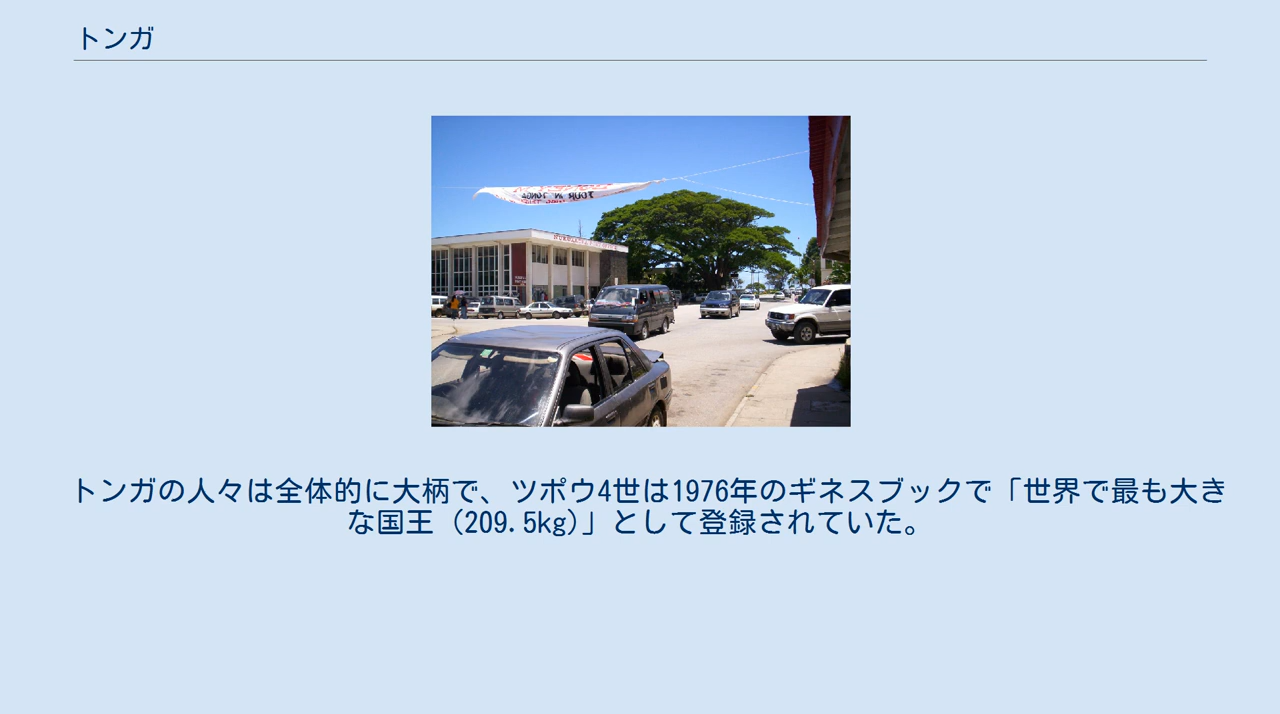 トンガ
TOUR 'N' TONGA
トンガの人々は全体的に大柄で、ツポウ4世は1976年のギネスブックで「世界で最も大き
な国王 (209.5kg)」として登録されていた。